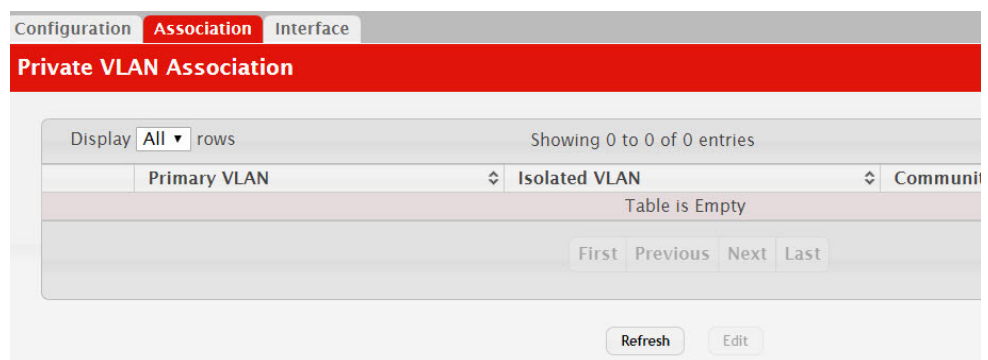 Configuration Association Interface
Private VLAN Association
Display All rows Showing 0 to 0 of 0 entries
Primary VLAN Isolated VLAN Communit
Table is Empty
First Previous Next Last
Refresh Edit